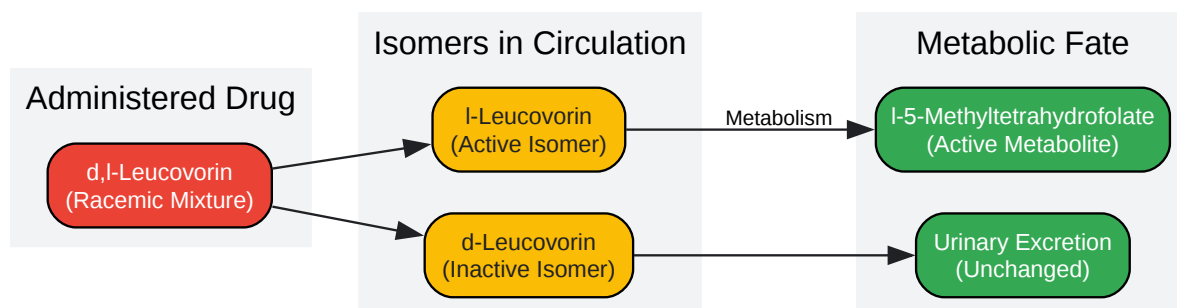 Administered Drug
d,l-Leucovorin
(Racemic Mixture)
Isomers in Circulation
l-Leucovorin
(Active Isomer)
d-Leucovorin
(Inactive Isomer)
Metabolism
Metabolic Fate
l-5-Methyltetrahydrofolate
(Active Metabolite)
Urinary Excretion
(Unchanged)